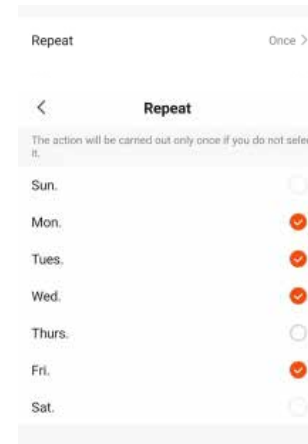 Repeat Once
Repeat
The action will be carried out only once if you do not selec
it.
Sun.
Mon.
Tues.
Wed.
Thurs.
Fri.
Sat.